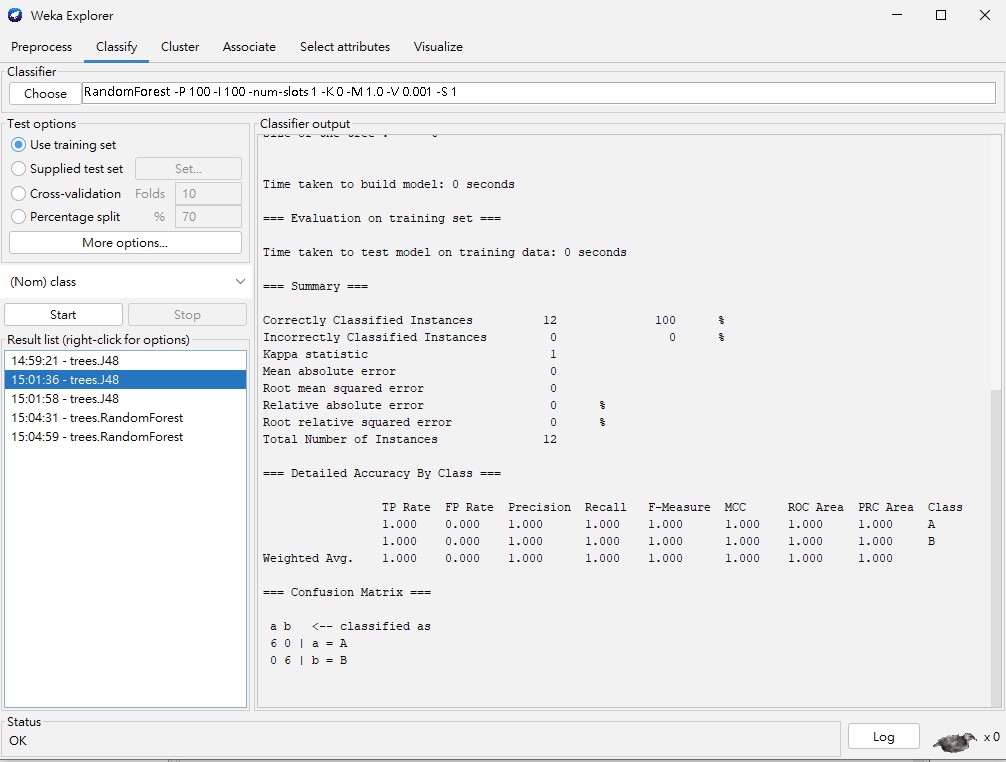 Weka Explorer
Preprocess Classify Cluster Associate Select attributes Visualize
Classifier
Choose RandomForest -P 100 -I 100 -num-slots 1 -K 0 -M 1.0 -V 0.001 -S 1
Test options
Use training set
Supplied test set Set...
Cross-validation Folds 10
Percentage split % 70
More options...
(Nom) class
Start Stop
Result list (right-click for options)
14:59:21 - trees.J48
15:01:36 - trees.J48
15:01:58 - trees.J48
15:04:31 - trees.RandomForest
15:04:59 - trees.RandomForest
Classifier output
Time taken to build model: 0 seconds
=== Evaluation on training set ===
Time taken to test model on training data: 0 seconds
=== Summary ===
Correctly Classified Instances 12 100 %
Incorrectly Classified Instances 0 0 %
Kappa statistic 1
Mean absolute error 0
Root mean squared error 0
Relative absolute error 0 %
Root relative squared error 0 %
Total Number of Instances 12
=== Detailed Accuracy By Class ===
TP Rate FP Rate Precision Recall F-Measure MCC ROC Area PRC Area Class
1.000 0.000 1.000 1.000 1.000 1.000 1.000 1.000 A
1.000 0.000 1.000 1.000 1.000 1.000 1.000 1.000 B
Weighted Avg. 1.000 0.000 1.000 1.000 1.000 1.000 1.000 1.000
=== Confusion Matrix ===
a b <-- classified as
6 0 | a = A
0 6 | b = B
Status
OK
Log
x 0